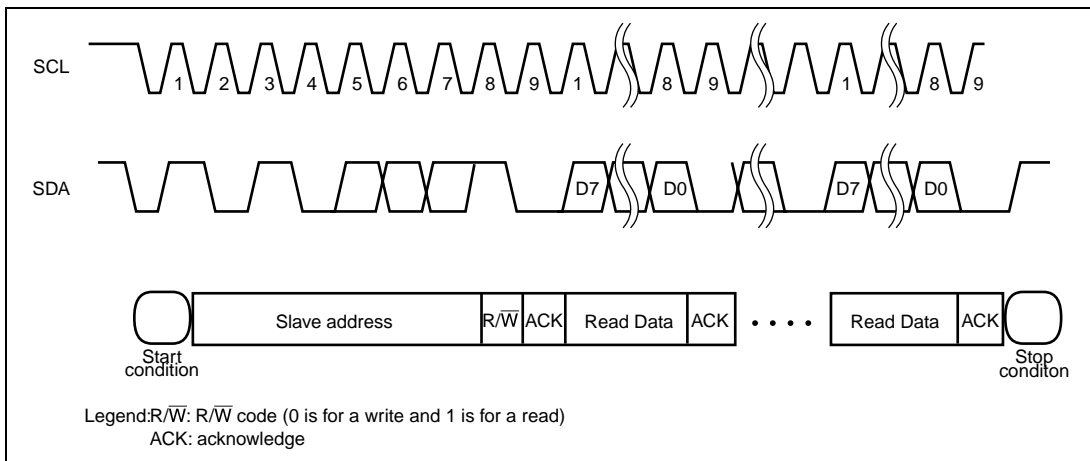 SCL
1 2 3 4 5 6 7 8 9 1 8 9 1 8 9
SDA
D7 D0 D7 D0
Slave address R/W̅ ACK Read Data ACK • • • • Read Data ACK
Start
condition
Stop
conditon
Legend:R/W̅: R/W̅ code (0 is for a write and 1 is for a read)
ACK: acknowledge